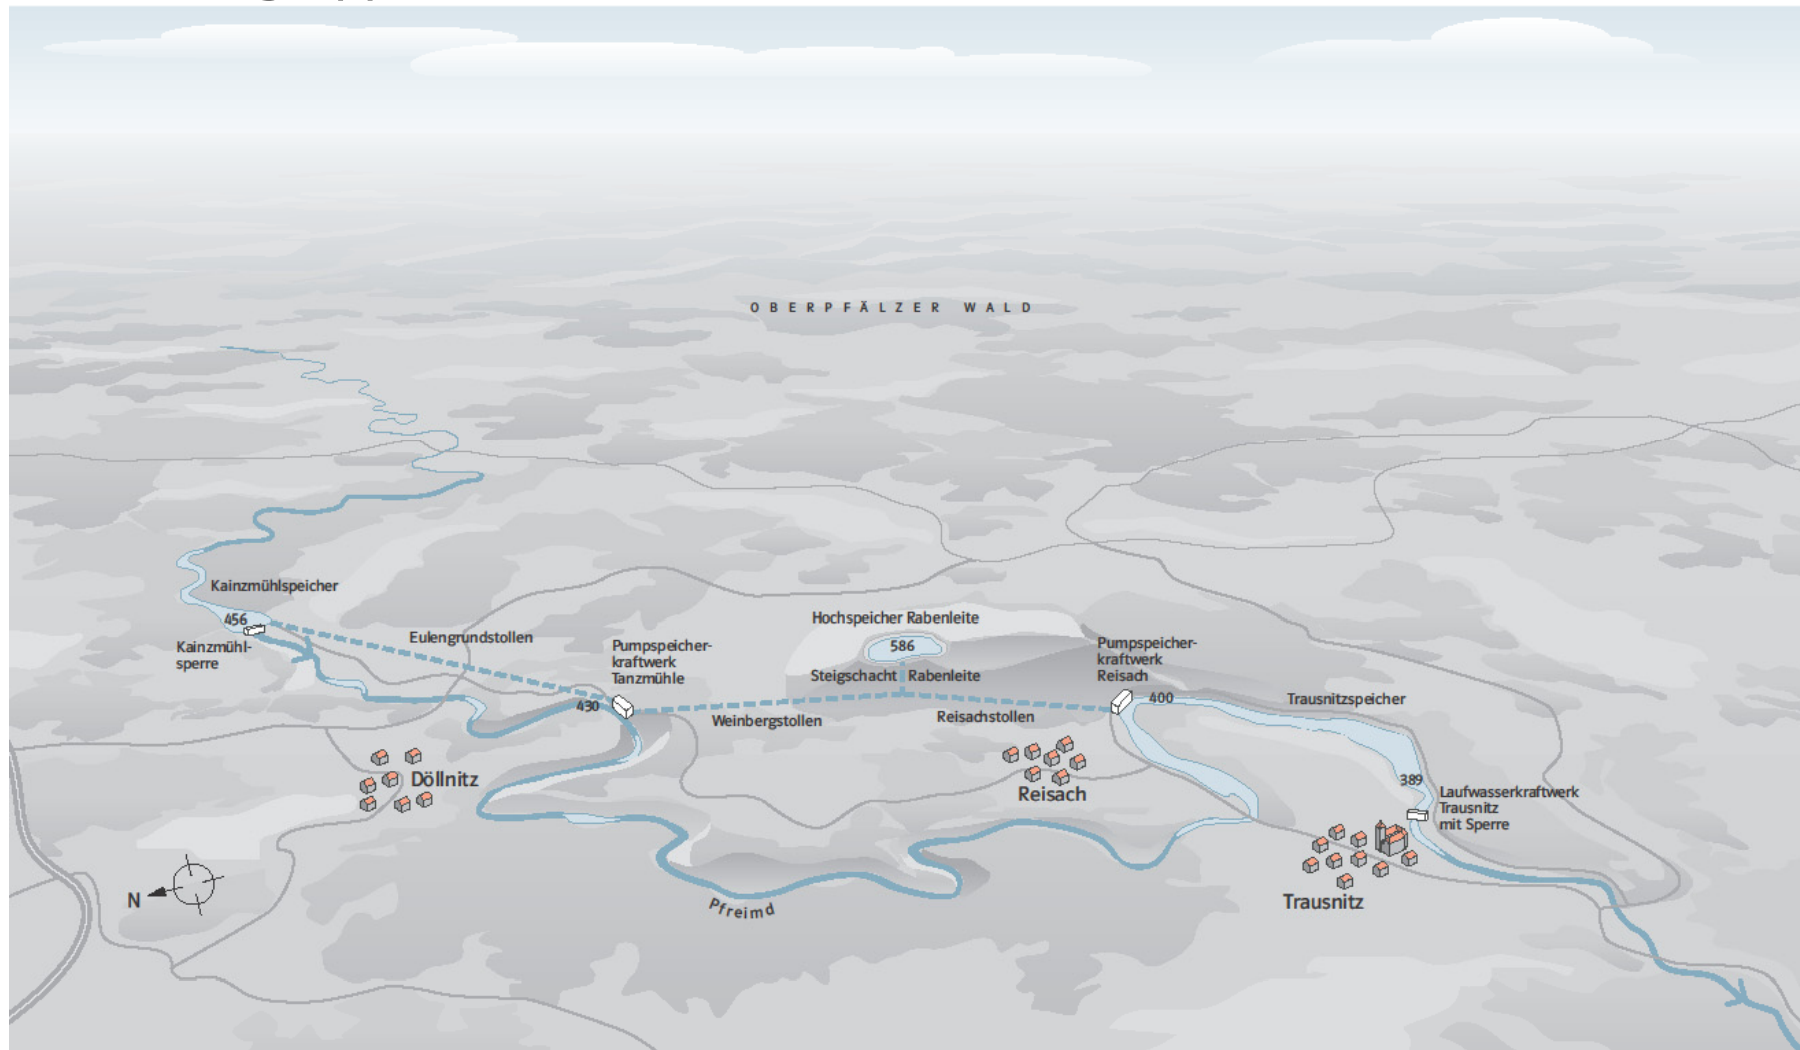 OBERPFÄLZER WALD
Kainzmühlspeicher
456
Kainzmühl-
sperre
Eulengrundstollen
Pumpspeicher-
kraftwerk
Tanzmühle
430
Hochspeicher Rabenleite
586
Steigschacht Rabenleite
Weinbergstollen
Reisachstollen
Pumpspeicher-
kraftwerk
Reisach
400
Trausnitzspeicher
389
Laufwasserkraftwerk
Trausnitz
mit Sperre
Döllnitz
Reisach
Trausnitz
N
Pfreimd